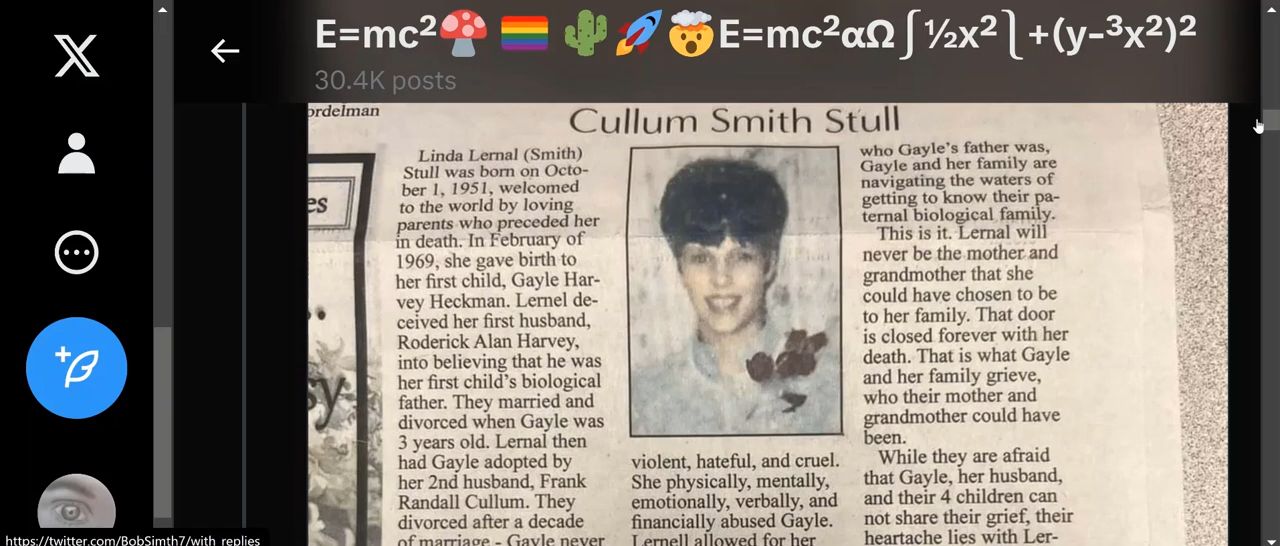 E=mc²🍄 🏳️‍🌈 🌵🚀🤯E=mc²αΩ⎰½x²⎱+(y-³x²)²
30.4K posts
ordelman
Cullum Smith Stull
es
sy
Linda Lernal (Smith)
Stull was born on Octo-
ber 1, 1951, welcomed
to the world by loving
parents who preceded her
in death. In February of
1969, she gave birth to
her first child, Gayle Har-
vey Heckman. Lernel de-
ceived her first husband,
Roderick Alan Harvey,
into believing that he was
her first child's biological
father. They married and
divorced when Gayle was
3 years old. Lernal then
had Gayle adopted by
her 2nd husband, Frank
Randall Cullum. They
divorced after a decade
of marriage - Gayle never
violent, hateful, and cruel.
She physically, mentally,
emotionally, verbally, and
financially abused Gayle.
Lernell allowed for her
who Gayle's father was,
Gayle and her family are
navigating the waters of
getting to know their pa-
ternal biological family.
This is it. Lernal will
never be the mother and
grandmother that she
could have chosen to be
to her family. That door
is closed forever with her
death. That is what Gayle
and her family grieve,
who their mother and
grandmother could have
been.
While they are afraid
that Gayle, her husband,
and their 4 children can
not share their grief, their
heartache lies with Ler-
https://twitter.com/BobSimth7/with_replies